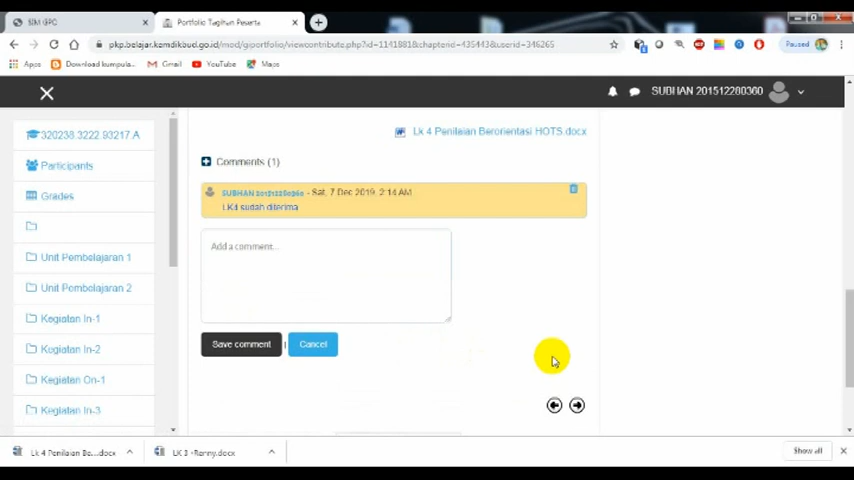 SIM GPO
Portfolio Tagihan Peserta
pkp.belajar.kemdikbud.go.id/mod/giportfolio/viewcontribute.php?id=1141881&chapterid=435443&userid=346265
Paused
Apps
Download kumpula...
Gmail
YouTube
Maps
SUBHAN 201512280360
320238.3222.93217.A
Participants
Grades
Unit Pembelajaran 1
Unit Pembelajaran 2
Kegiatan In-1
Kegiatan In-2
Kegiatan On-1
Kegiatan In-3
Lk 4 Penilaian Berorientasi HOTS.docx
Comments (1)
SUBHAN 201512280360 - Sat, 7 Dec 2019, 2:14 AM
LK4 sudah diterima
Add a comment...
Save comment | Cancel
Lk 4 Penilaian Be....docx
LK 3 -Ranny.docx
Show all